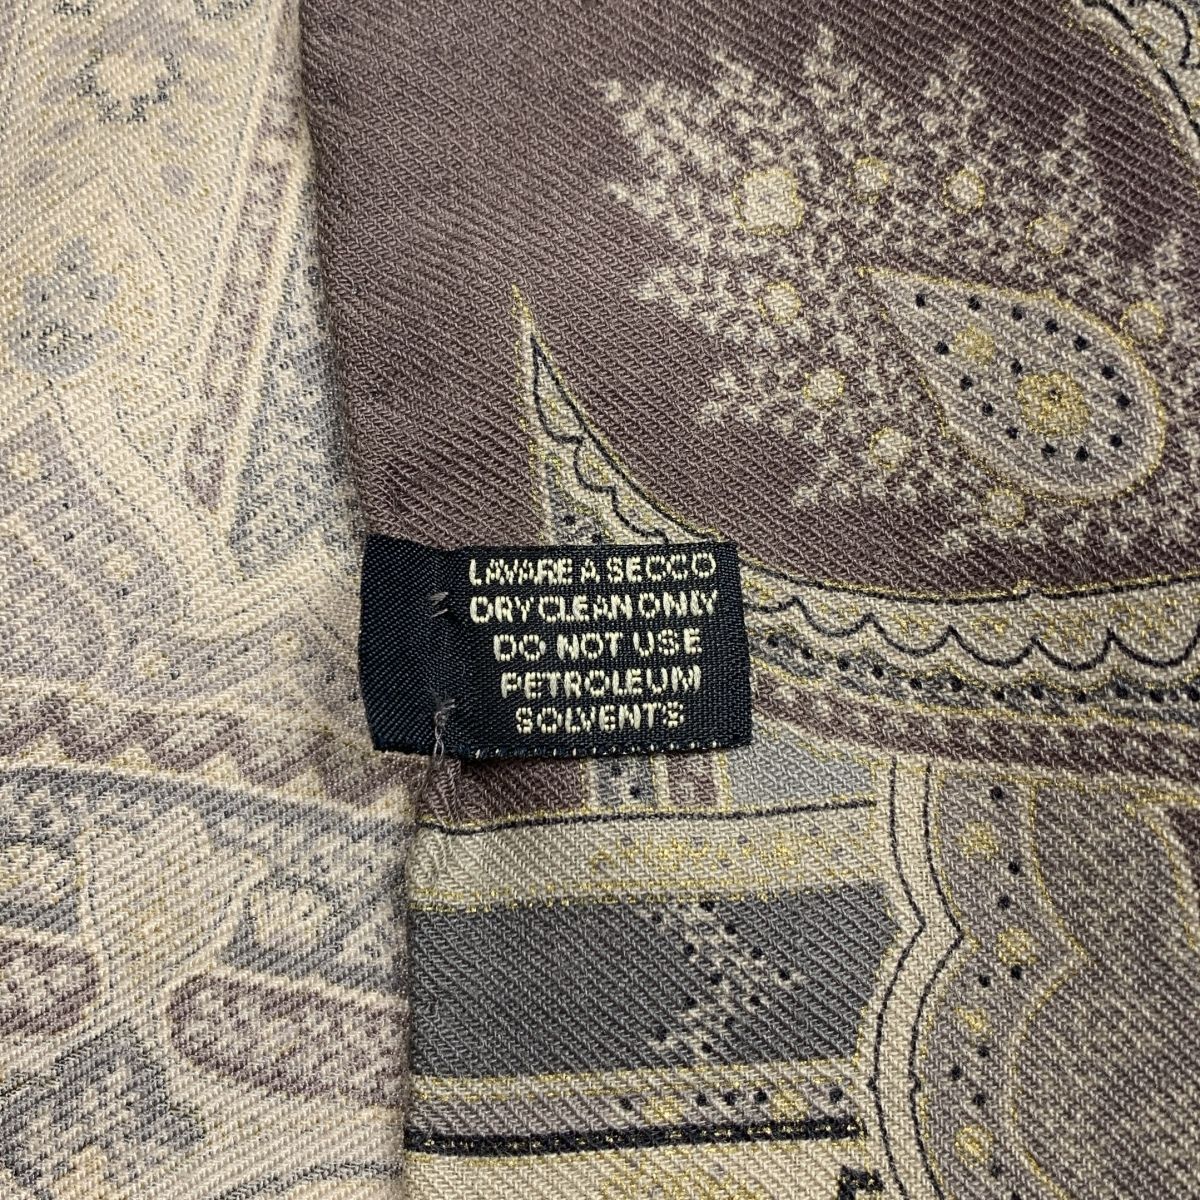 LAVARE A SECCO
DRY CLEAN ONLY
DO NOT USE
PETROLEUM
SOLVENTS